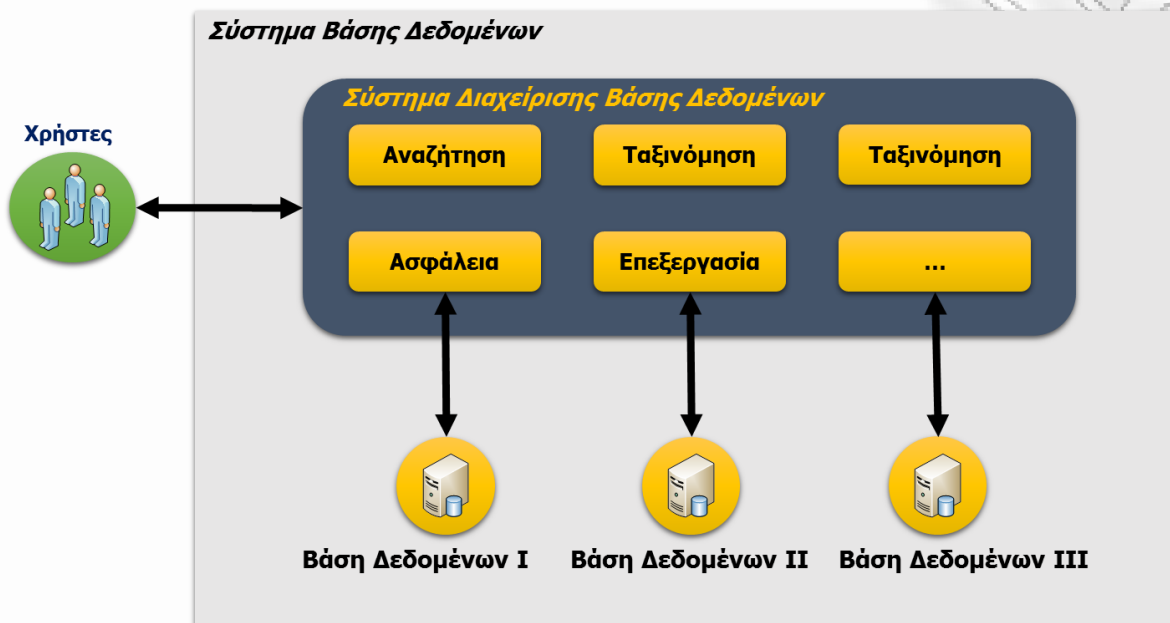 Σύστημα Βάσης Δεδομένων
Σύστημα Διαχείρισης Βάσης Δεδομένων
Χρήστες
Αναζήτηση
Ταξινόμηση
Ταξινόμηση
Ασφάλεια
Επεξεργασία
...
Βάση Δεδομένων I
Βάση Δεδομένων II
Βάση Δεδομένων III